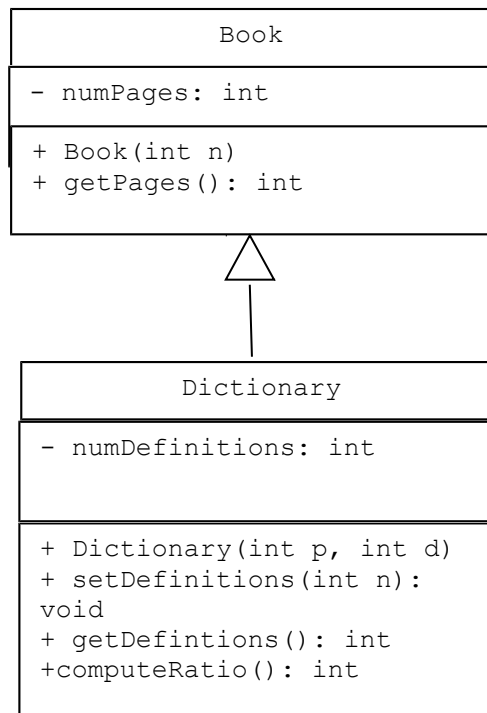 Book
- numPages: int
+ Book(int n)
+ getPages(): int
Dictionary
- numDefinitions: int
+ Dictionary(int p, int d)
+ setDefinitions(int n):
void
+ getDefintions(): int
+computeRatio(): int